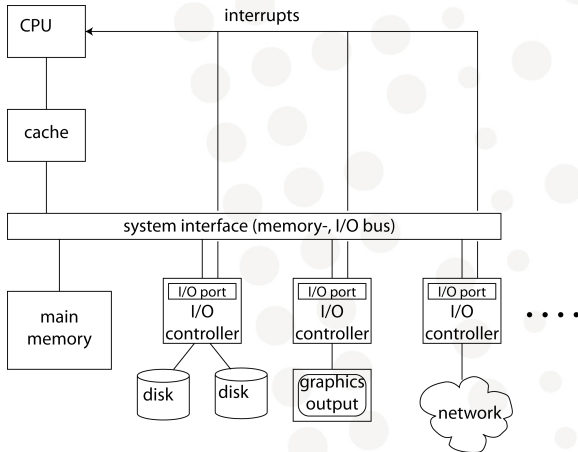 interrupts
CPU
cache
system interface (memory-, I/O bus)
main
memory
I/O port
I/O
controller
I/O port
I/O
controller
I/O port
I/O
controller
disk
disk
graphics
output
network